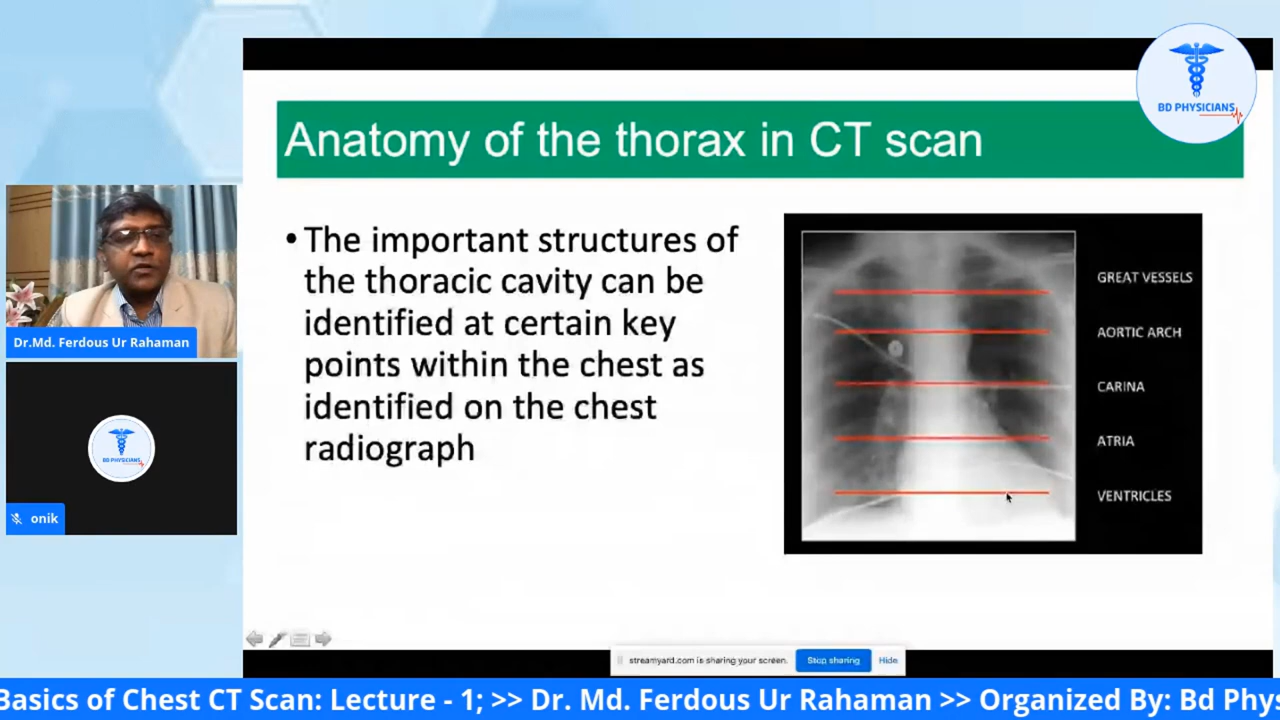 BD PHYSICIANS
Anatomy of the thorax in CT scan
• The important structures of
the thoracic cavity can be
identified at certain key
points within the chest as
identified on the chest
radiograph
GREAT VESSELS
AORTIC ARCH
CARINA
ATRIA
VENTRICLES
Dr.Md. Ferdous Ur Rahaman
BD PHYSICIANS
onik
streamyard.com is sharing your screen.
Stop sharing
Hide
Basics of Chest CT Scan: Lecture - 1; >> Dr. Md. Ferdous Ur Rahaman >> Organized By: Bd Phys